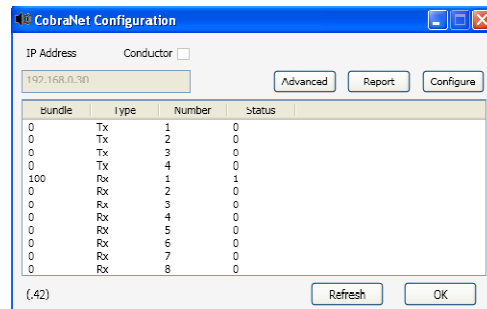 CobraNet Configuration
IP Address Conductor
192.168.0.30 Advanced Report Configure
Bundle Type Number Status
0 Tx 1 0
0 Tx 2 0
0 Tx 3 0
0 Tx 4 0
100 Rx 1 1
0 Rx 2 0
0 Rx 3 0
0 Rx 4 0
0 Rx 5 0
0 Rx 6 0
0 Rx 7 0
0 Rx 8 0
(.42) Refresh OK